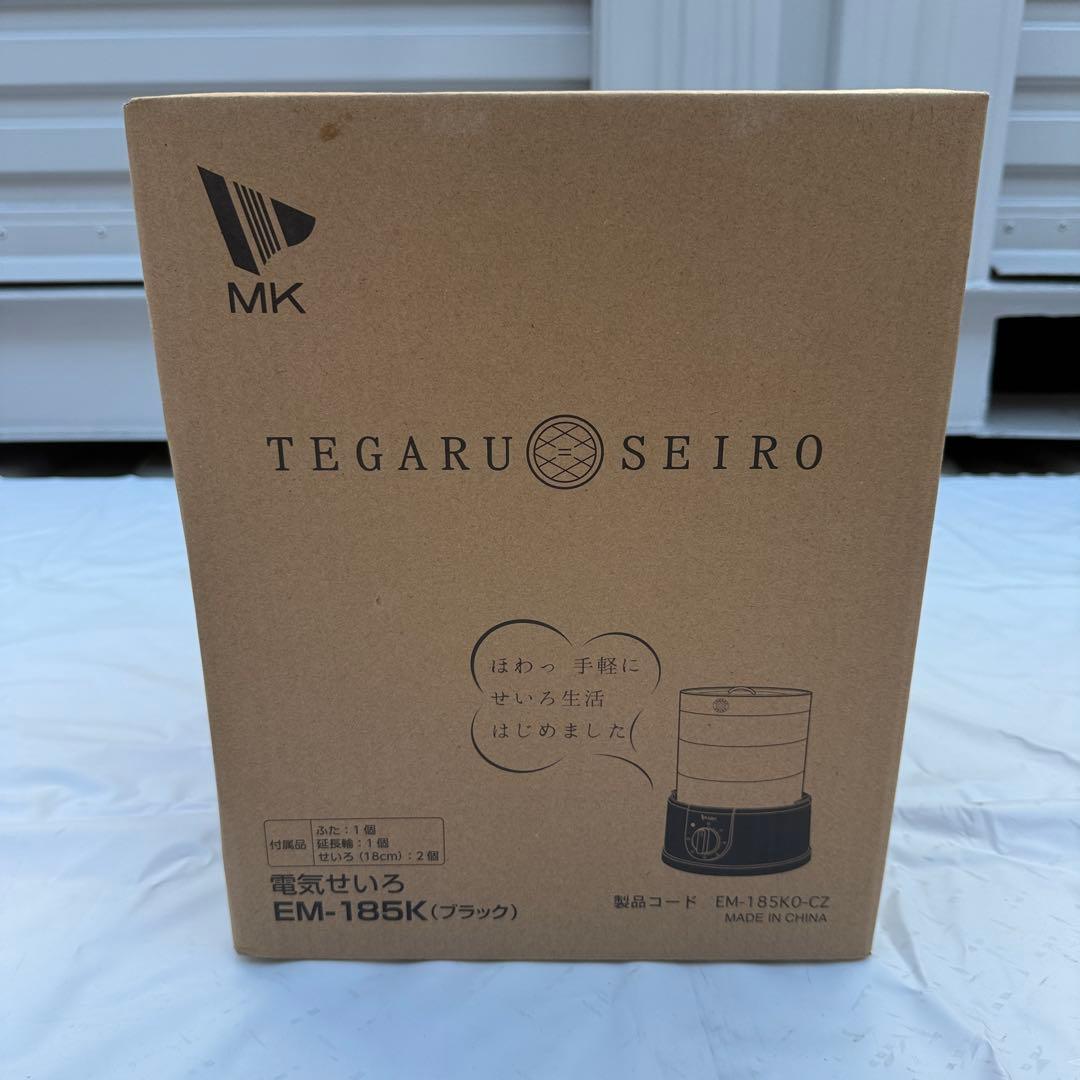 MK
TEGARU SEIRO
ほわっ 手軽に
せいろ生活
はじめました
付属品
ふた：1個
延長輪：1個
せいろ（18cm）：2個
電気せいろ
EM-185K（ブラック）
製品コード EM-185K0-CZ
MADE IN CHINA